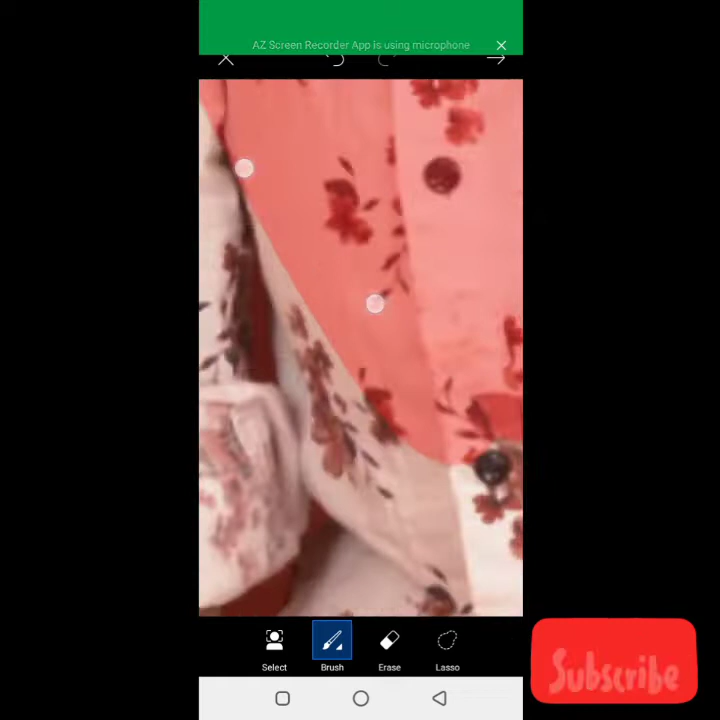 AZ Screen Recorder App is using microphone
Select
Brush
Erase
Lasso
Subscribe